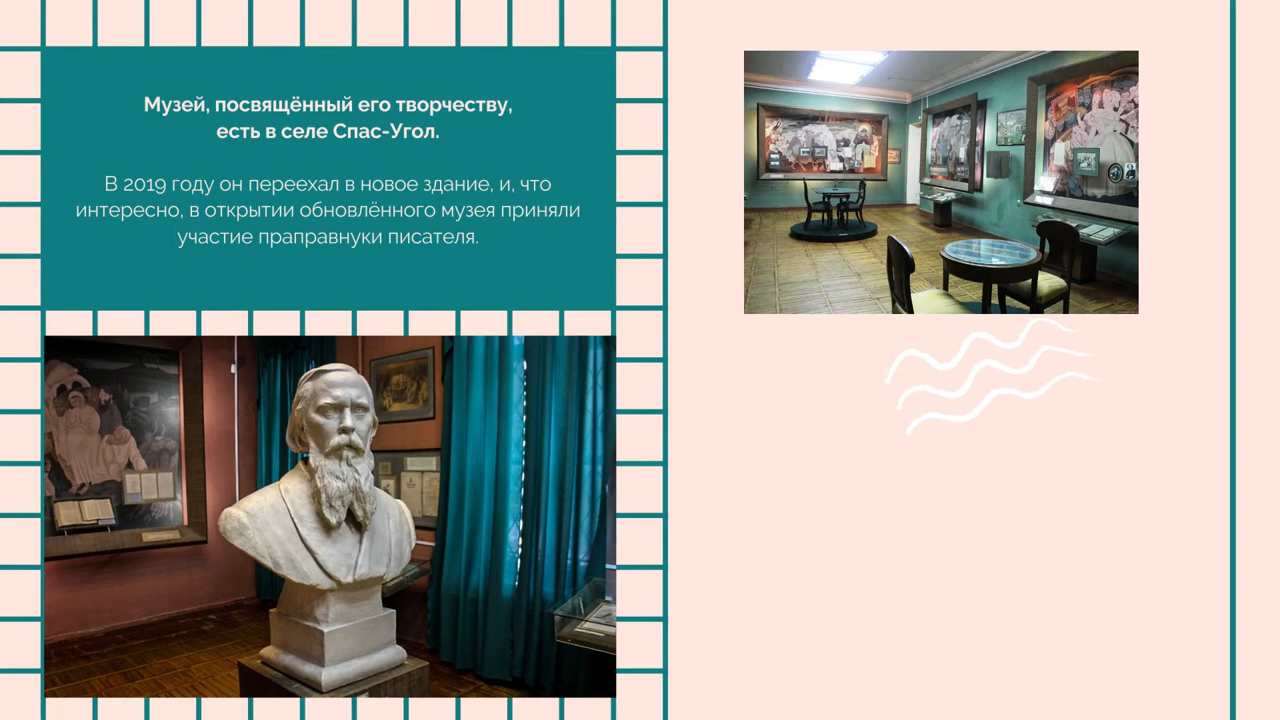 Музей, посвящённый его творчеству,
есть в селе Спас-Угол.
В 2019 году он переехал в новое здание, и, что
интересно, в открытии обновлённого музея приняли
участие праправнуки писателя.